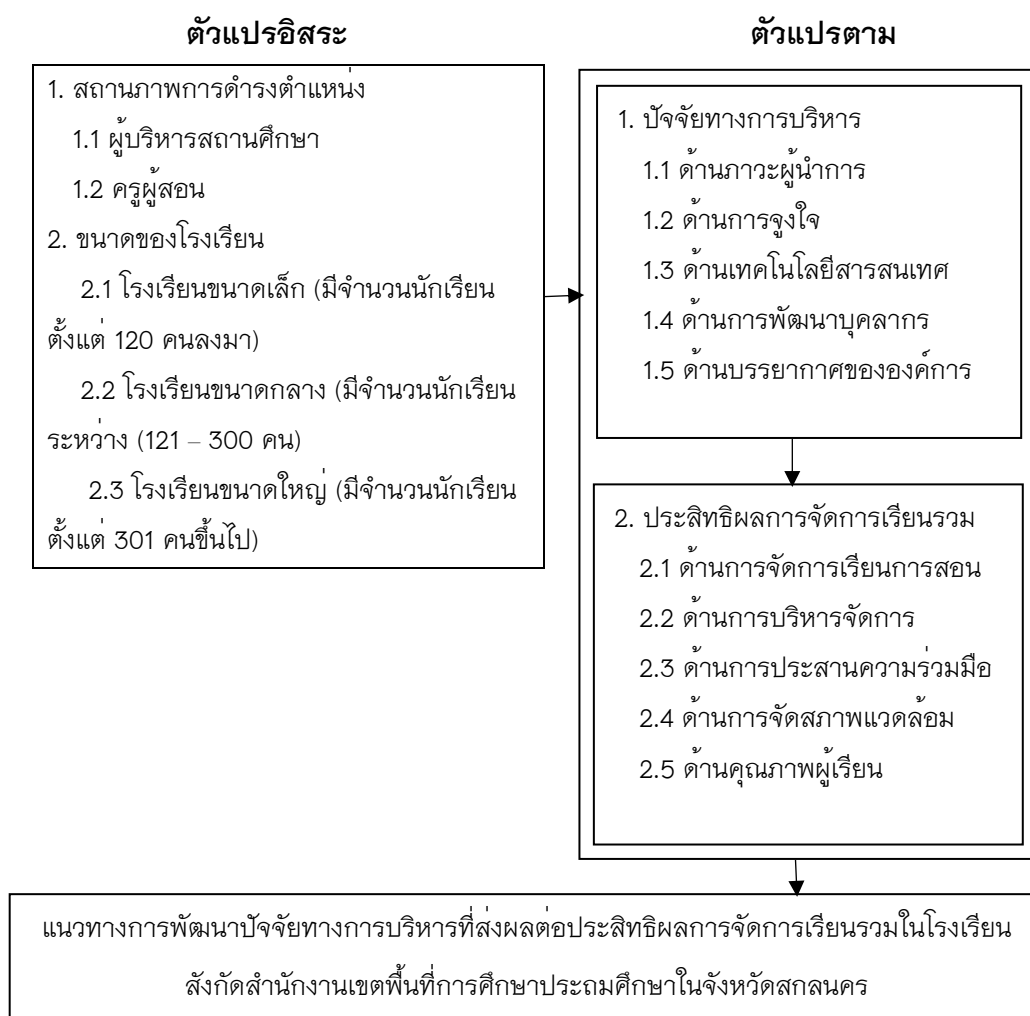 ตัวแปรอิสระ
1. สถานภาพการดำรงตำแหน่ง
1.1 ผู้บริหารสถานศึกษา
1.2 ครูผู้สอน
2. ขนาดของโรงเรียน
2.1 โรงเรียนขนาดเล็ก (มีจำนวนนักเรียน
ตั้งแต่ 120 คนลงมา)
2.2 โรงเรียนขนาดกลาง (มีจำนวนนักเรียน
ระหว่าง (121 – 300 คน)
2.3 โรงเรียนขนาดใหญ่ (มีจำนวนนักเรียน
ตั้งแต่ 301 คนขึ้นไป)
ตัวแปรตาม
1. ปัจจัยทางการบริหาร
1.1 ด้านภาวะผู้นำการ
1.2 ด้านการจูงใจ
1.3 ด้านเทคโนโลยีสารสนเทศ
1.4 ด้านการพัฒนาบุคลากร
1.5 ด้านบรรยากาศขององค์การ
2. ประสิทธิผลการจัดการเรียนรวม
2.1 ด้านการจัดการเรียนการสอน
2.2 ด้านการบริหารจัดการ
2.3 ด้านการประสานความร่วมมือ
2.4 ด้านการจัดสภาพแวดล้อม
2.5 ด้านคุณภาพผู้เรียน
แนวทางการพัฒนาปัจจัยทางการบริหารที่ส่งผลต่อประสิทธิผลการจัดการเรียนรวมในโรงเรียน
สังกัดสำนักงานเขตพื้นที่การศึกษาประถมศึกษาในจังหวัดสกลนคร